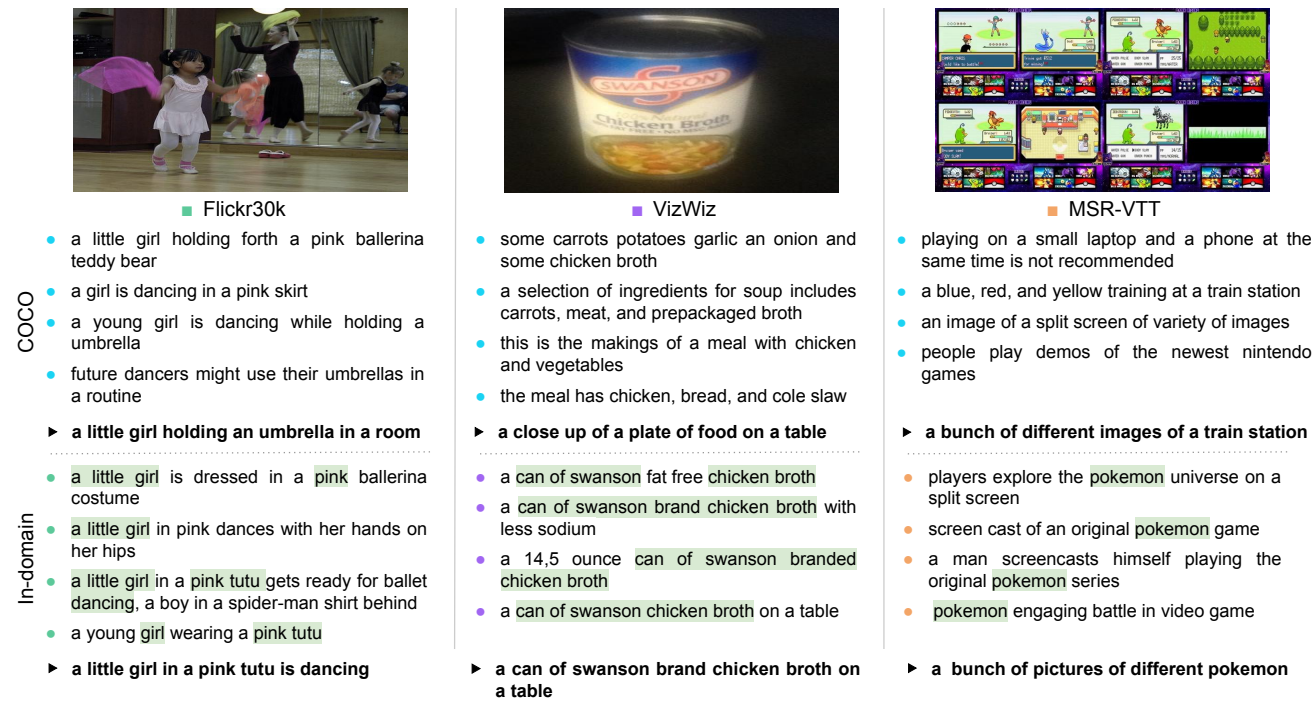 SWANSON
Chicken Broth
Flickr30k
a little girl holding forth a pink ballerina
teddy bear
a girl is dancing in a pink skirt
a young girl is dancing while holding a
umbrella
future dancers might use their umbrellas in
a routine
a little girl holding an umbrella in a room
a little girl is dressed in a pink ballerina
costume
a little girl in pink dances with her hands on
her hips
a little girl in a pink tutu gets ready for ballet
dancing, a boy in a spider-man shirt behind
a young girl wearing a pink tutu
a little girl in a pink tutu is dancing
VizWiz
some carrots potatoes garlic an onion and
some chicken broth
a selection of ingredients for soup includes
carrots, meat, and prepackaged broth
this is the makings of a meal with chicken
and vegetables
the meal has chicken, bread, and cole slaw
a close up of a plate of food on a table
a can of swanson fat free chicken broth
a can of swanson brand chicken broth with
less sodium
a 14,5 ounce can of swanson branded
chicken broth
a can of swanson chicken broth on a table
a can of swanson brand chicken broth on
a table
MSR-VTT
playing on a small laptop and a phone at the
same time is not recommended
a blue, red, and yellow training at a train station
an image of a split screen of variety of images
people play demos of the newest nintendo
games
a bunch of different images of a train station
players explore the pokemon universe on a
split screen
screen cast of an original pokemon game
a man screencasts himself playing the
original pokemon series
pokemon engaging battle in video game
a bunch of pictures of different pokemon
COCO
In-domain